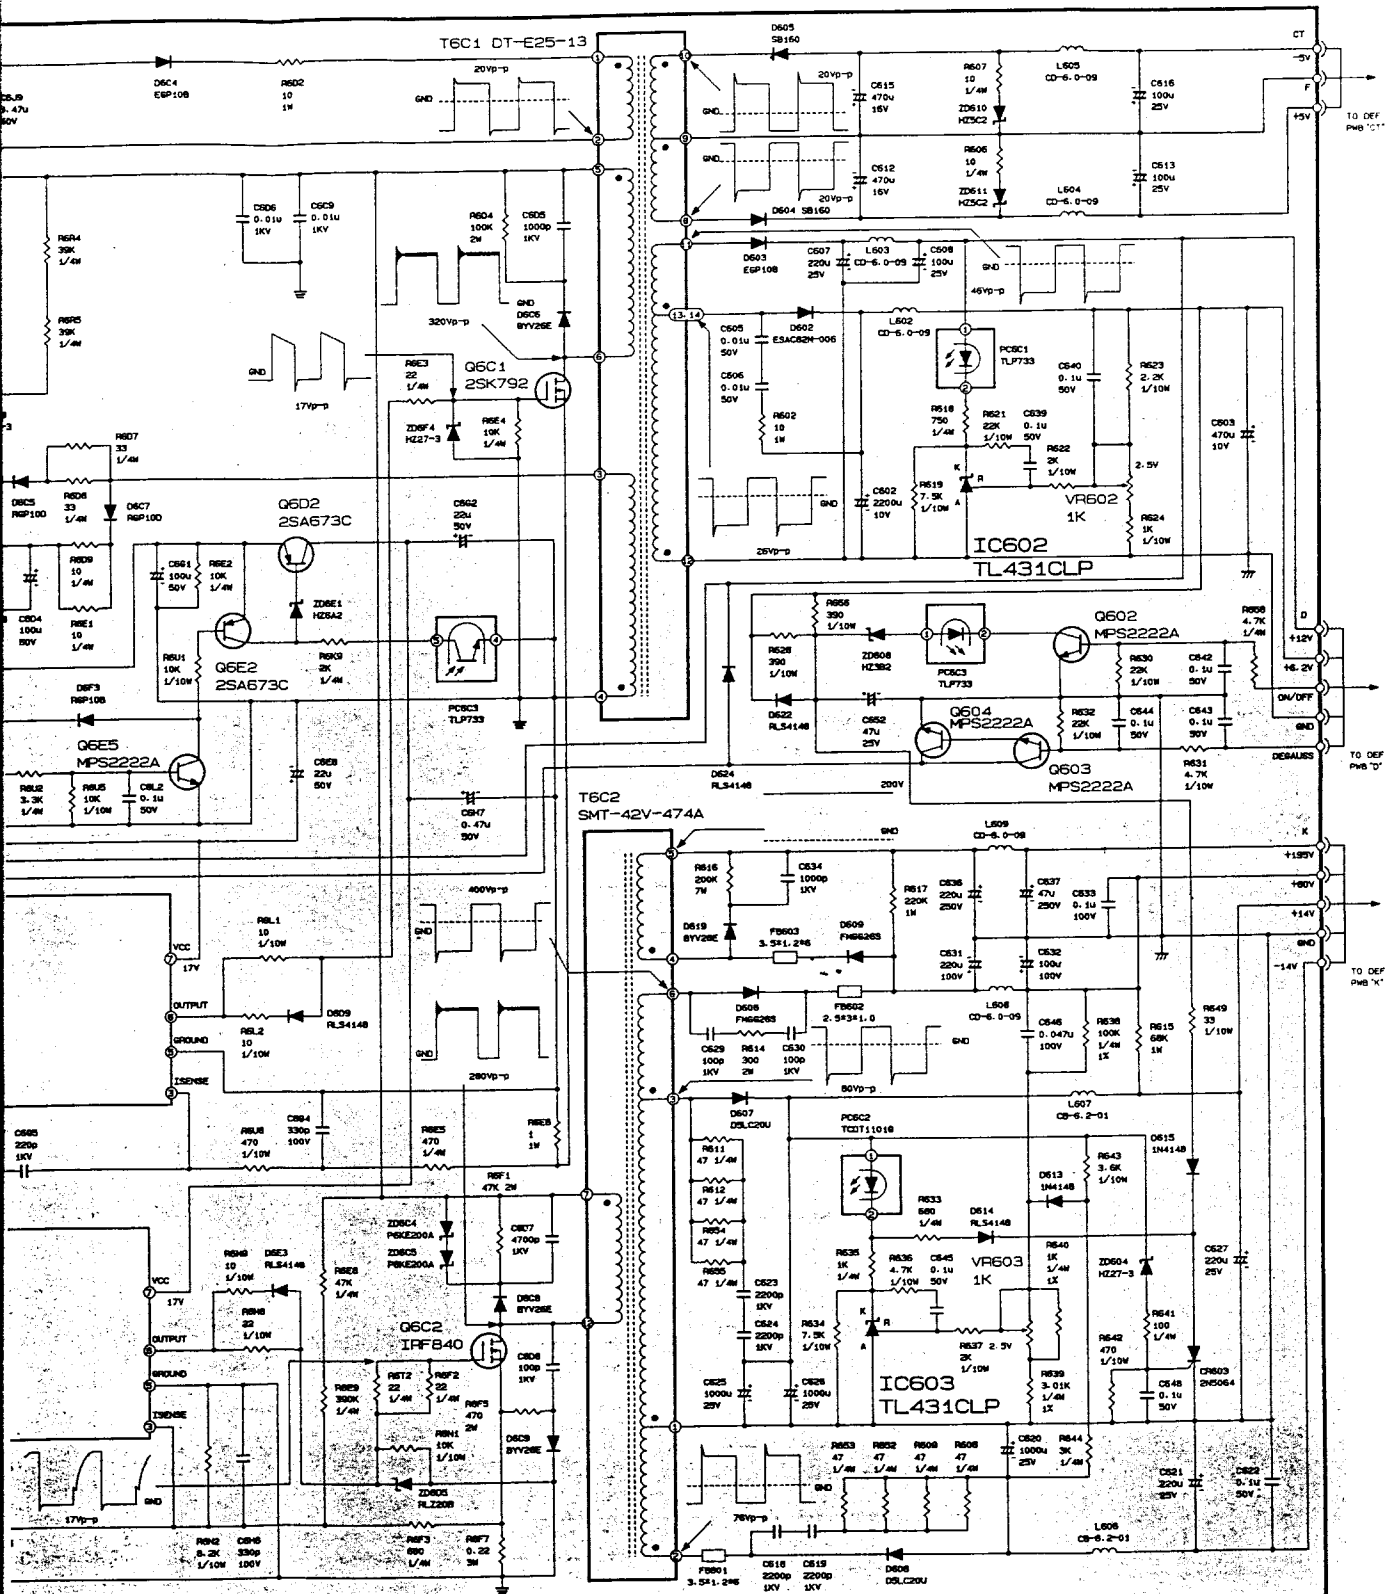 T6C1 DT-E25-13
20Vp-p
GND
D6C4
EGP10B
R6D2
10
1W
C6J9
D605
SB160
20Vp-p
GND
C615
470u
16V
R607
10
1/4W
ZD610
HZ5C2
L605
CD-6.0-09
C616
100u
25V
CT
-5V
F
+5V
TO DEF
PWB "CT"
GND
20Vp-p
C612
470u
16V
R606
10
1/4W
ZD611
HZ5C2
L604
CD-6.0-09
C613
100u
25V
D604 SB160
C6D6
0.01u
1KV
C6C9
0.01u
1KV
R6D4
100K
2W
C6D5
1000p
1KV
R6R4
39K
1/4W
R6R5
39K
1/4W
GND
320Vp-p
D6C6
BYV26E
GND
17Vp-p
R6E3
22
1/4W
Q6C1
2SK792
ZD6F4
HZ27-3
R6E4
10K
1/4W
D603
EGP10B
C607
220u
25V
L603
CD-6.0-09
C608
100u
25V
GND
46Vp-p
13.14
C605
0.01u
50V
C606
0.01u
50V
D602
ESAC82M-006
L602
CD-6.0-09
R602
10
1W
PC6C1
TLP733
C640
0.1u
50V
R623
2.2K
1/10W
R618
750
1/4W
R621
22K
1/10W
C639
0.1u
50V
R622
2K
1/10W
2.5V
VR602
1K
C603
470u
10V
R619
7.5K
1/10W
K
R
A
R624
1K
1/10W
GND
26Vp-p
C602
2200u
10V
IC602
TL431CLP
R6D7
33
1/4W
D6C5
RGP10D
R6D8
33
1/4W
D6C7
RGP10D
Q6D2
2SA673C
C6G2
22u
50V
R6D9
10
1/4W
R6E1
10
1/4W
C6D4
100u
50V
C6G1
100u
50V
R6E2
10K
1/4W
ZD6E1
HZ6A2
Q6E2
2SA673C
R6U1
10K
1/10W
R6K9
2K
1/4W
PC6C3
TLP733
D6F3
RGP10B
Q6E5
MPS2222A
R6U2
3.3K
1/4W
R6U5
10K
1/10W
C6L2
0.1u
50V
C6E8
22u
50V
C6H7
0.47u
50V
R656
390
1/10W
R628
390
1/10W
ZD608
HZ3B2
PC6C3
TLP733
Q602
MPS2222A
R630
22K
1/10W
C642
0.1u
50V
4.7K
1/4W
D
+12V
+6.2V
ON/OFF
GND
DEGAUSS
TO DEF
PWB "D"
D622
RLS4148
C652
47u
25V
Q604
MPS2222A
R632
22K
1/10W
C644
0.1u
50V
C643
0.1u
50V
R631
4.7K
1/10W
D624
RLS4148
200V
Q603
MPS2222A
T6C2
SMT-42V-474A
GND
L609
CD-6.0-09
K
+195V
+80V
+14V
GND
-14V
TO DEF
PWB "K"
R616
200K
7W
C634
1000p
1KV
R617
220K
1W
C636
220u
250V
C637
47u
250V
C633
0.1u
100V
D619
BYV26E
FB603
3.5*1.2*6
D609
FMG26S
C631
220u
100V
C632
100u
100V
400Vp-p
GND
VCC
17V
R6L1
10
1/10W
OUTPUT
R6L2
10
1/10W
D6D9
RLS4148
GROUND
ISENSE
GND
280Vp-p
D608
FMG26S
FB602
2.5*3*1.0
L608
CD-6.0-09
C629
100p
1KV
R614
300
2W
C630
100p
1KV
GND
80Vp-p
C646
0.047u
100V
R638
100K
1/4W
1%
R615
68K
1W
R649
33
1/10W
L607
CB-6.2-01
220p
1KV
R6U6
470
1/10W
C6G4
330p
100V
R6E5
470
1/4W
1
1W
D607
D5LC20U
R611
47 1/4W
R612
47 1/4W
R654
47 1/4W
R655
47 1/4W
PC6C2
TCDT1101G
D615
1N4148
D613
1N4148
R643
3.6K
1/10W
R633
680
1/4W
D614
RLS4148
R6F1
47K 2W
ZD6C4
P6KE200A
ZD6C5
P6KE200A
C6D7
4700p
1KV
D6C8
BYV26E
R635
1K
1/4W
R636
4.7K
1/10W
C645
0.1u
50V
VR603
1K
R640
1K
1/4W
1%
ZD604
HZ27-3
C627
220u
25V
D6E3
RLS4148
10
1/10W
22
1/10W
VCC
17V
OUTPUT
GROUND
ISENSE
47K
1/4W
Q6C2
IRF840
C6D8
100p
1KV
C623
2200p
1KV
C624
2200p
1KV
R634
7.5K
1/10W
K
R
A
R637 2.5V
2K
1/10W
R641
100
1/4W
R642
470
1/10W
CR603
2N5064
R639
3.01K
1/4W
1%
C648
0.1u
50V
R6E9
390K
1/4W
R6T2
22
1/4W
R6F2
22
1/4W
R6F5
470
2W
R6N1
10K
1/10W
D6C9
BYV26E
C625
1000u
25V
C626
1000u
25V
IC603
TL431CLP
GND
17Vp-p
ZD6D5
RLZ20B
R6N2
8.2K
1/10W
330p
100V
R6F3
680
1/4W
R6F7
0.22
3W
GND
76Vp-p
R653
47
1/4W
R652
47
1/4W
R609
47
1/4W
R608
47
1/4W
C620
1000u
25V
R644
3K
1/4W
C621
220u
25V
C622
0.1u
50V
FB601
3.5*1.2*6
C618
2200p
1KV
C619
2200p
1KV
D606
D5LC20U
L606
CB-6.2-01